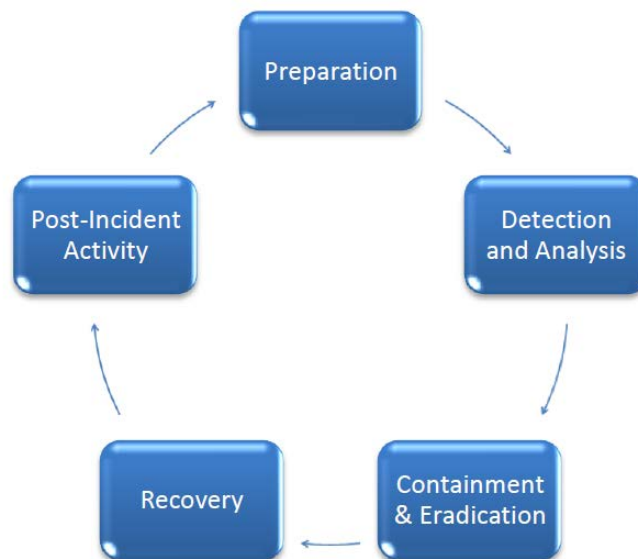 Preparation
Detection
and Analysis
Containment
& Eradication
Recovery
Post-Incident
Activity